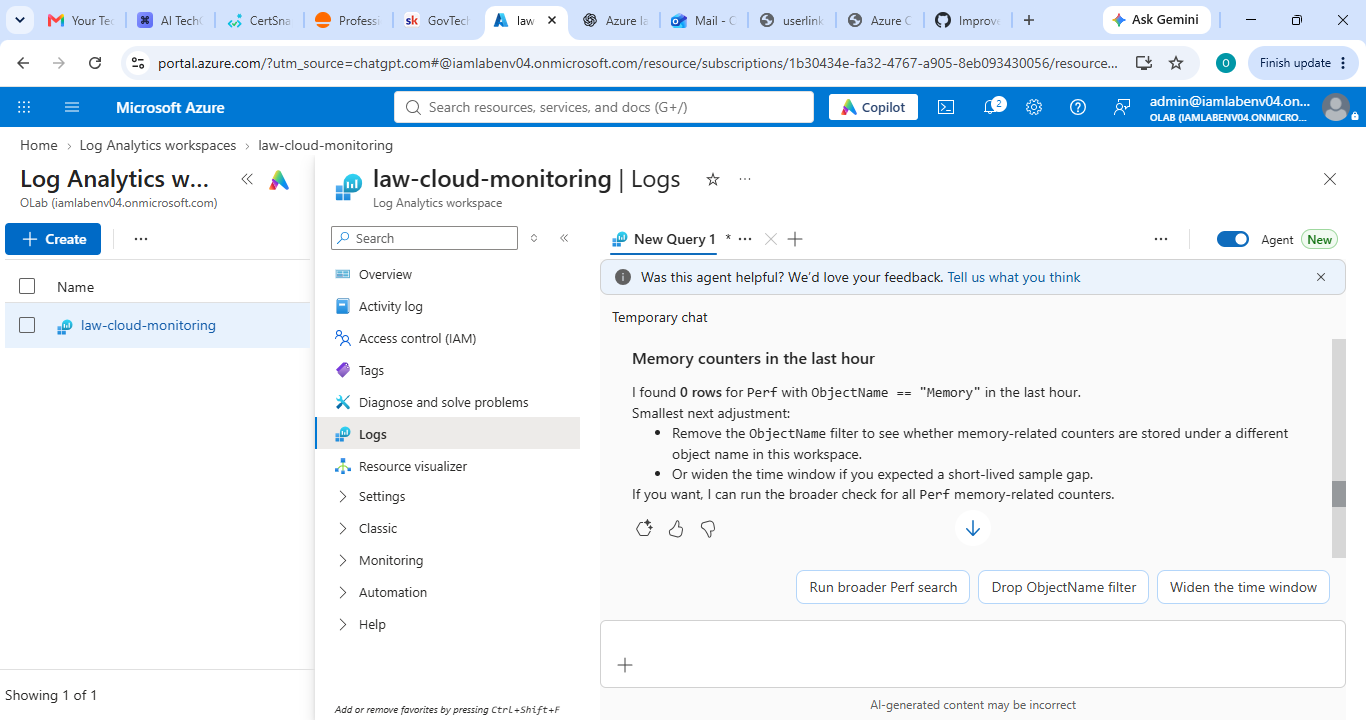 Your Tec
AI TechC
CertSna
Professi
GovTech
law
Azure la
Mail - C
userlink
Azure C
Improve
Ask Gemini
portal.azure.com/?utm_source=chatgpt.com#@iamlabenv04.onmicrosoft.com/resource/subscriptions/1b30434e-fa32-4767-a905-8eb093430056/resource...
O
Finish update
Microsoft Azure
Search resources, services, and docs (G+/)
Copilot
2
admin@iamlabenv04.on...
OLAB (IAMLABENV04.ONMICRO...
Home > Log Analytics workspaces > law-cloud-monitoring
Log Analytics w...
OLab (iamlabenv04.onmicrosoft.com)
Create
...
Name
law-cloud-monitoring
Showing 1 of 1
law-cloud-monitoring | Logs
...
Log Analytics workspace
Search
Overview
Activity log
Access control (IAM)
Tags
Diagnose and solve problems
Logs
Resource visualizer
Settings
Classic
Monitoring
Automation
Help
Add or remove favorites by pressing Ctrl+Shift+F
New Query 1 * ...
...
Agent New
Was this agent helpful? We'd love your feedback. Tell us what you think
Temporary chat
Memory counters in the last hour
I found 0 rows for Perf with ObjectName == "Memory" in the last hour.
Smallest next adjustment:
• Remove the ObjectName filter to see whether memory-related counters are stored under a different
object name in this workspace.
• Or widen the time window if you expected a short-lived sample gap.
If you want, I can run the broader check for all Perf memory-related counters.
Run broader Perf search
Drop ObjectName filter
Widen the time window
AI-generated content may be incorrect